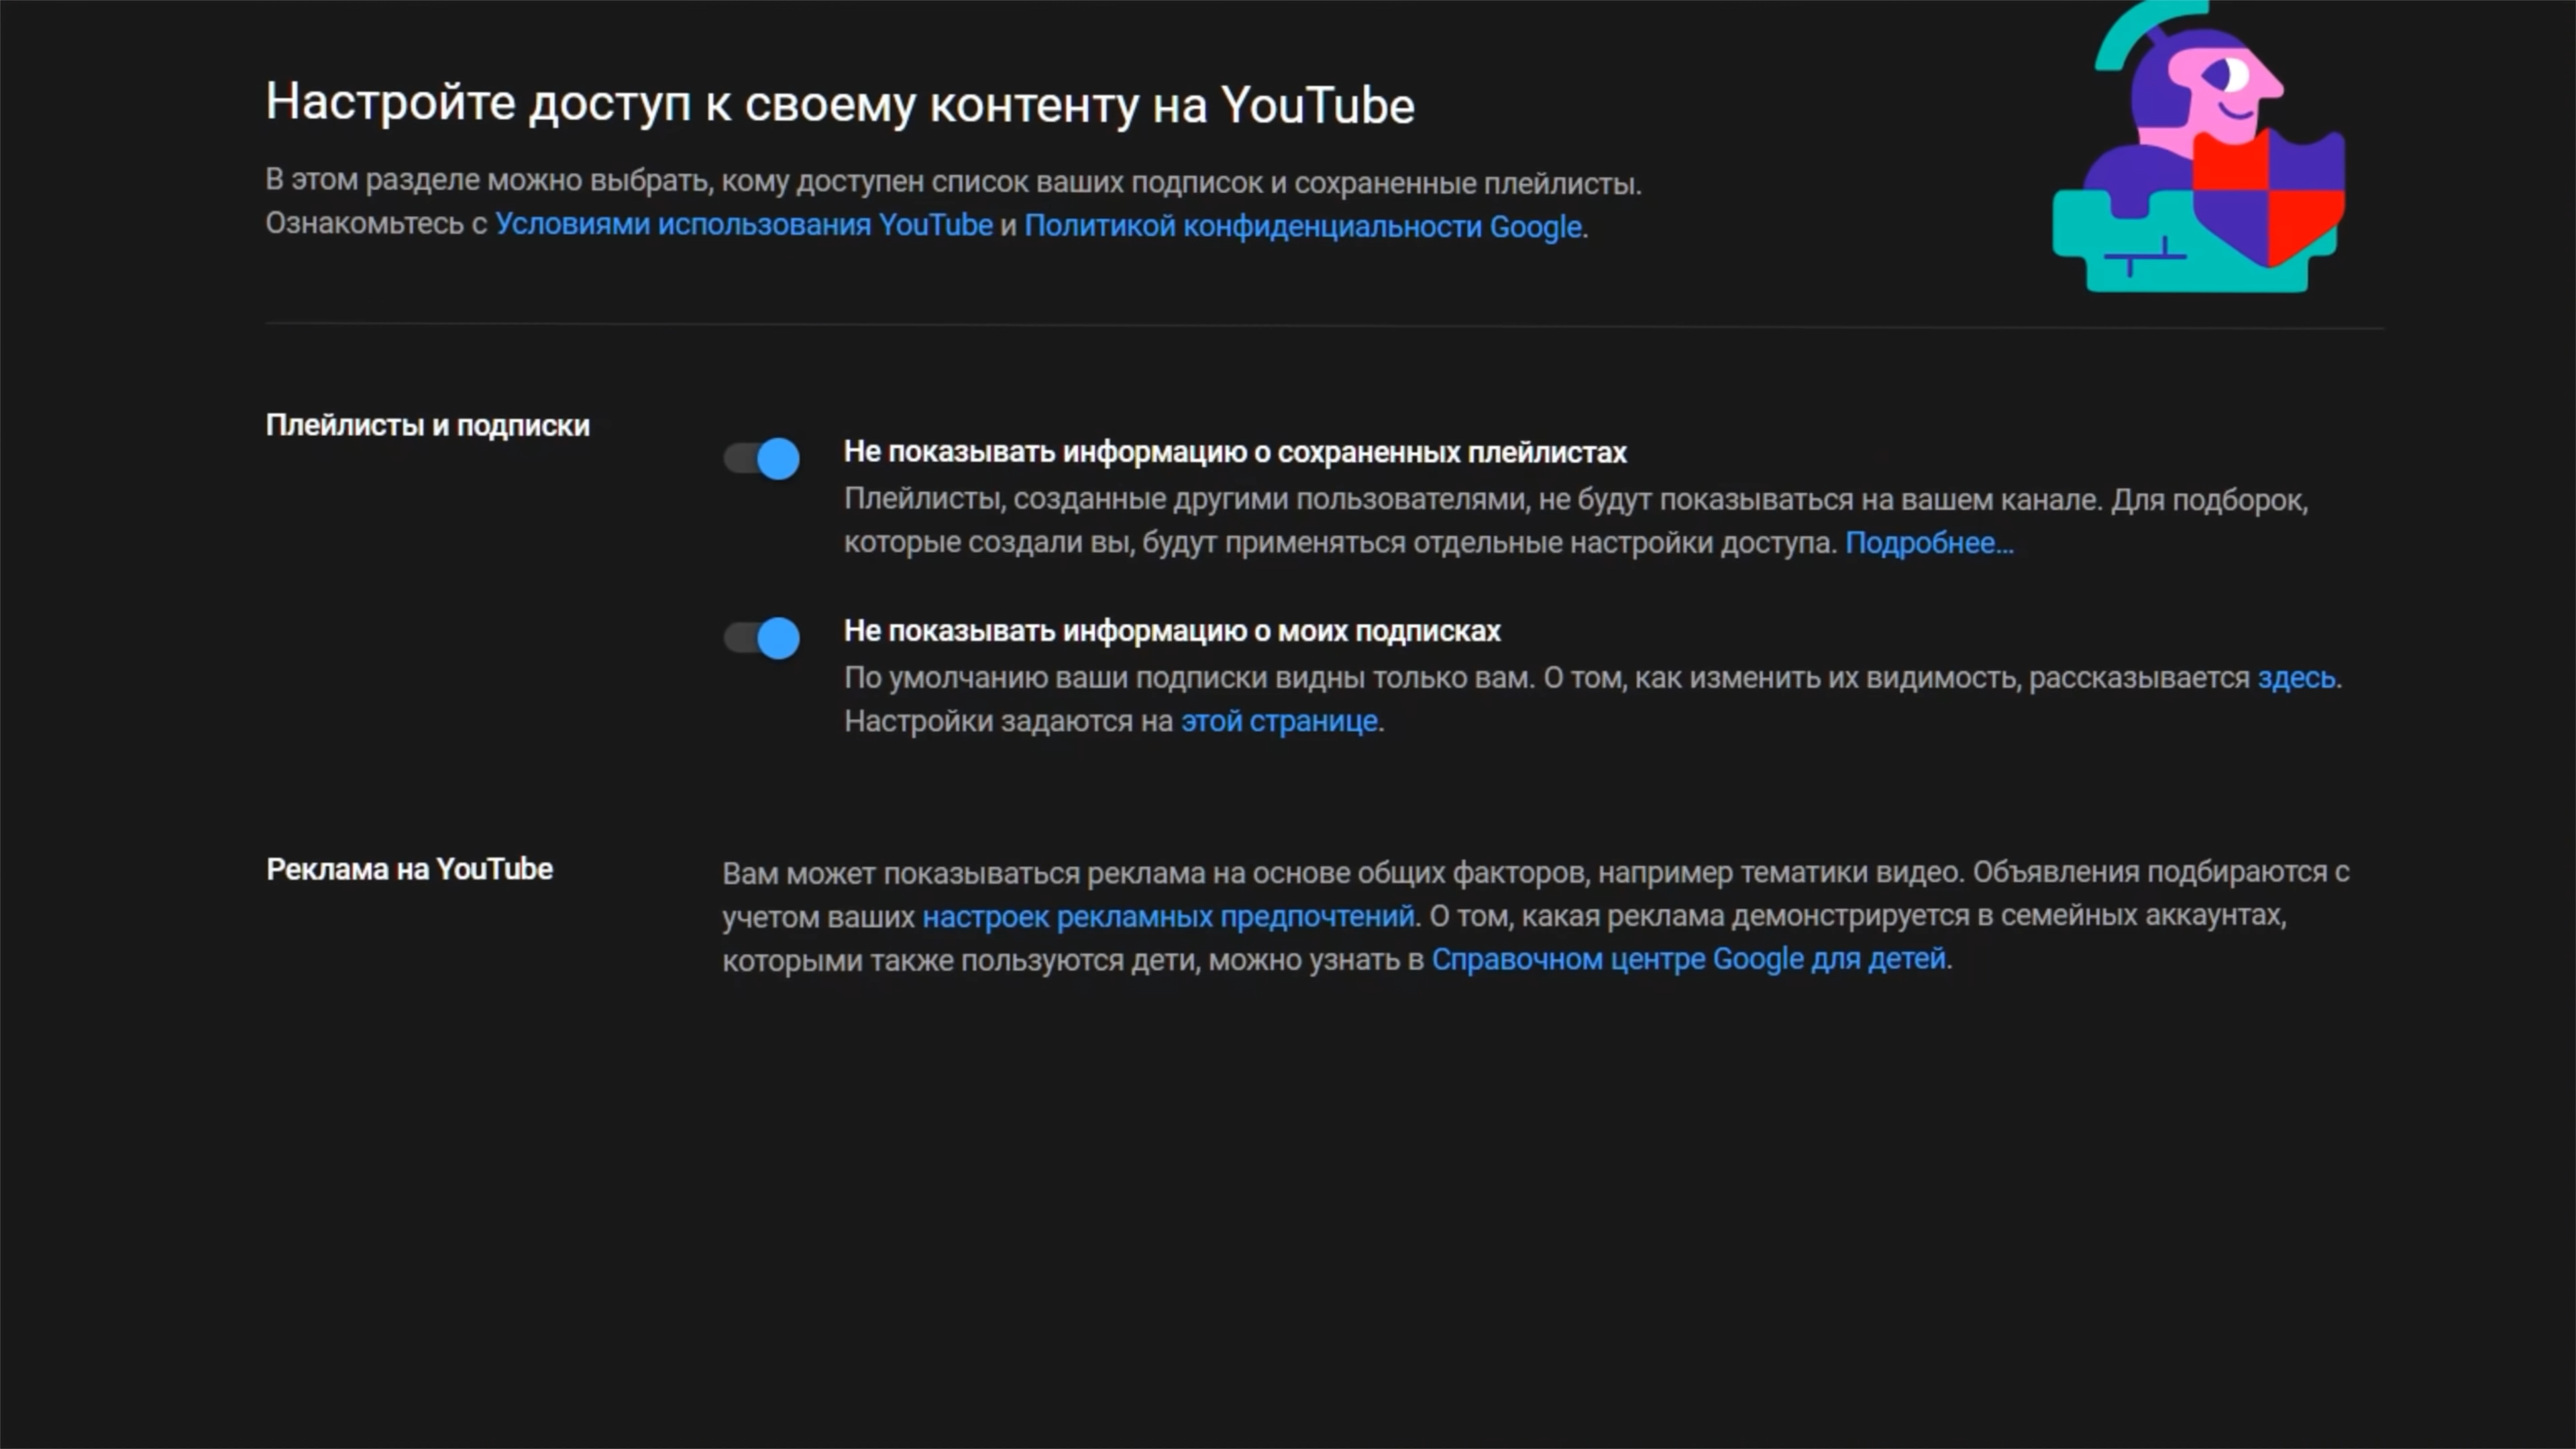 Настройте доступ к своему контенту на YouTube
В этом разделе можно выбрать, кому доступен список ваших подписок и сохраненные плейлисты.
Ознакомьтесь с Условиями использования YouTube и Политикой конфиденциальности Google.
Плейлисты и подписки
Не показывать информацию о сохраненных плейлистах
Плейлисты, созданные другими пользователями, не будут показываться на вашем канале. Для подборок,
которые создали вы, будут применяться отдельные настройки доступа. Подробнее...
Не показывать информацию о моих подписках
По умолчанию ваши подписки видны только вам. О том, как изменить их видимость, рассказывается здесь.
Настройки задаются на этой странице.
Реклама на YouTube
Вам может показываться реклама на основе общих факторов, например тематики видео. Объявления подбираются с
учетом ваших настроек рекламных предпочтений. О том, какая реклама демонстрируется в семейных аккаунтах,
которыми также пользуются дети, можно узнать в Справочном центре Google для детей.